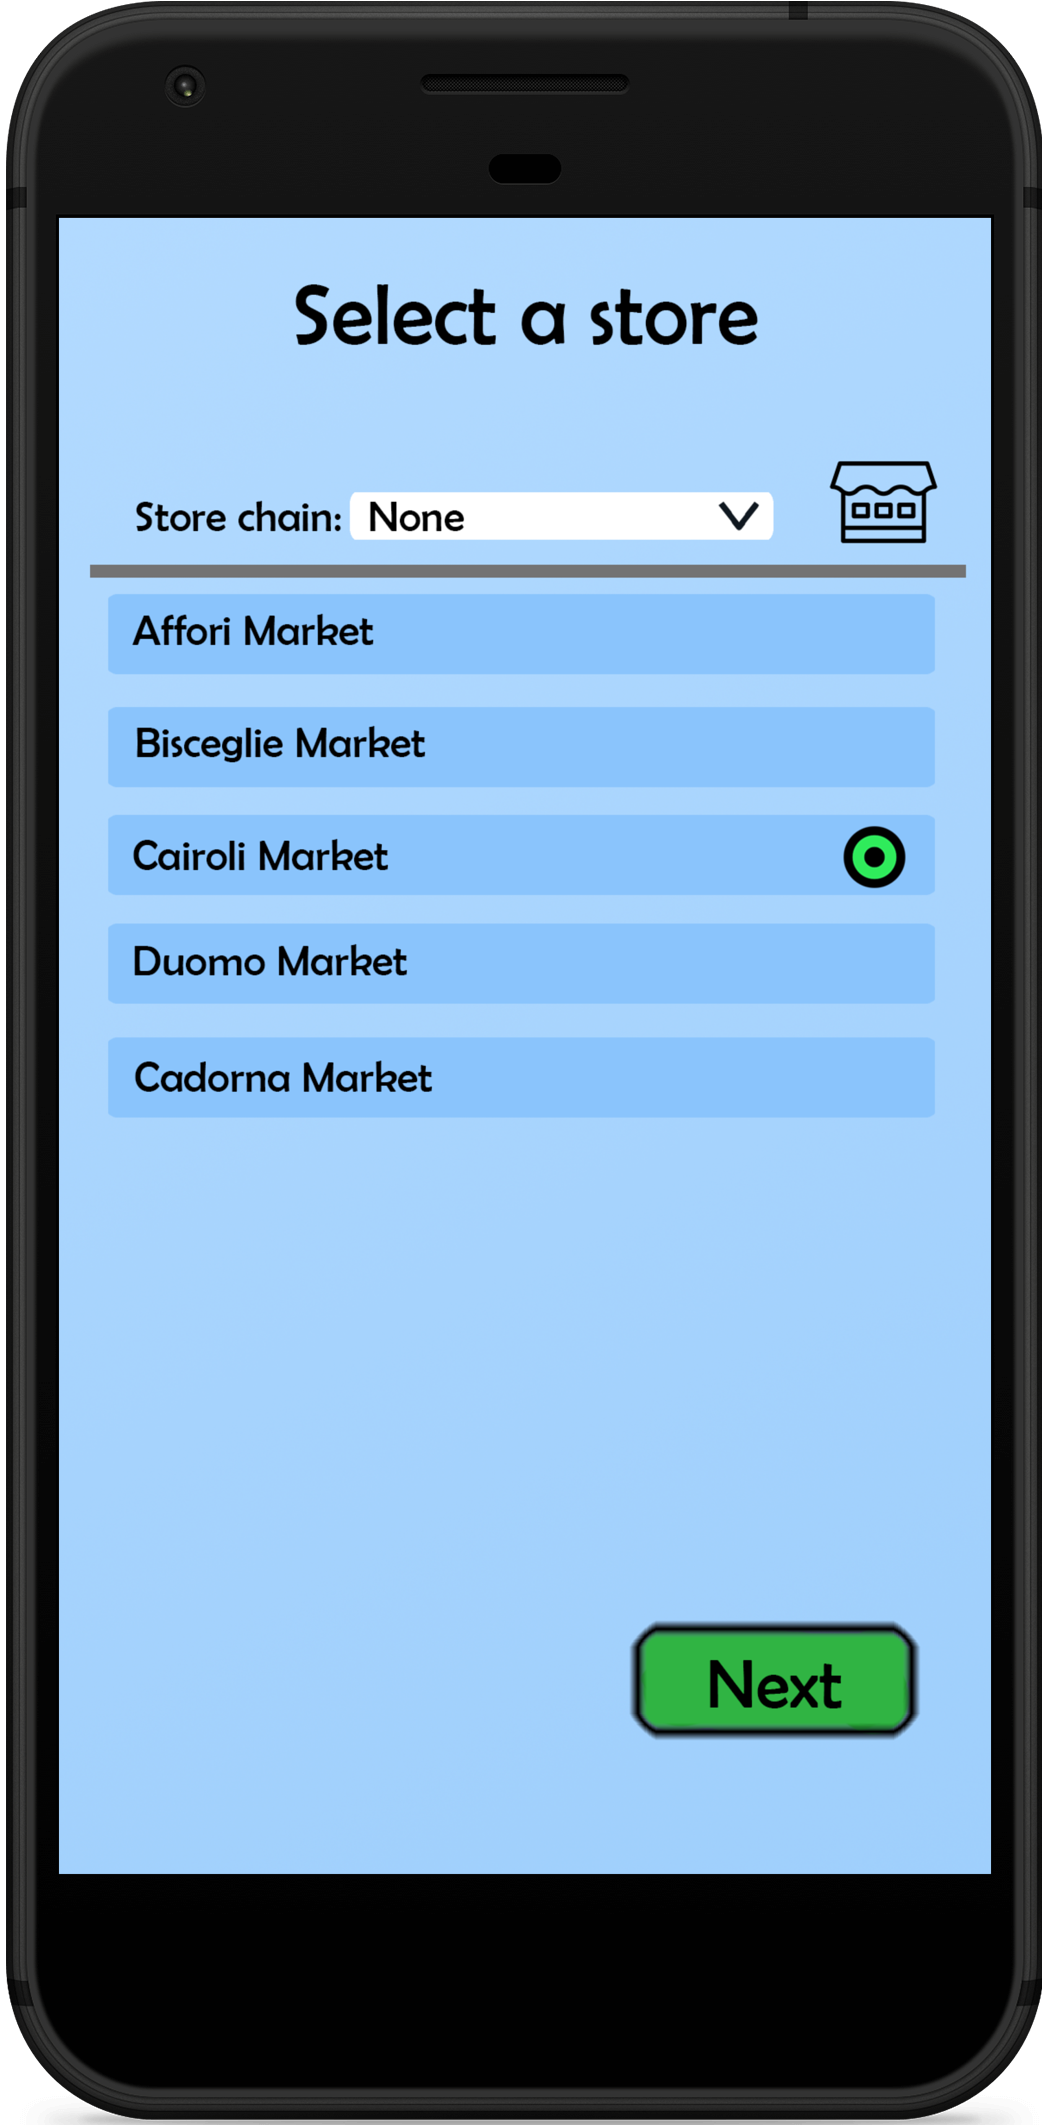 Select a store
Store chain: None
Affori Market
Bisceglie Market
Cairoli Market
Duomo Market
Cadorna Market
Next